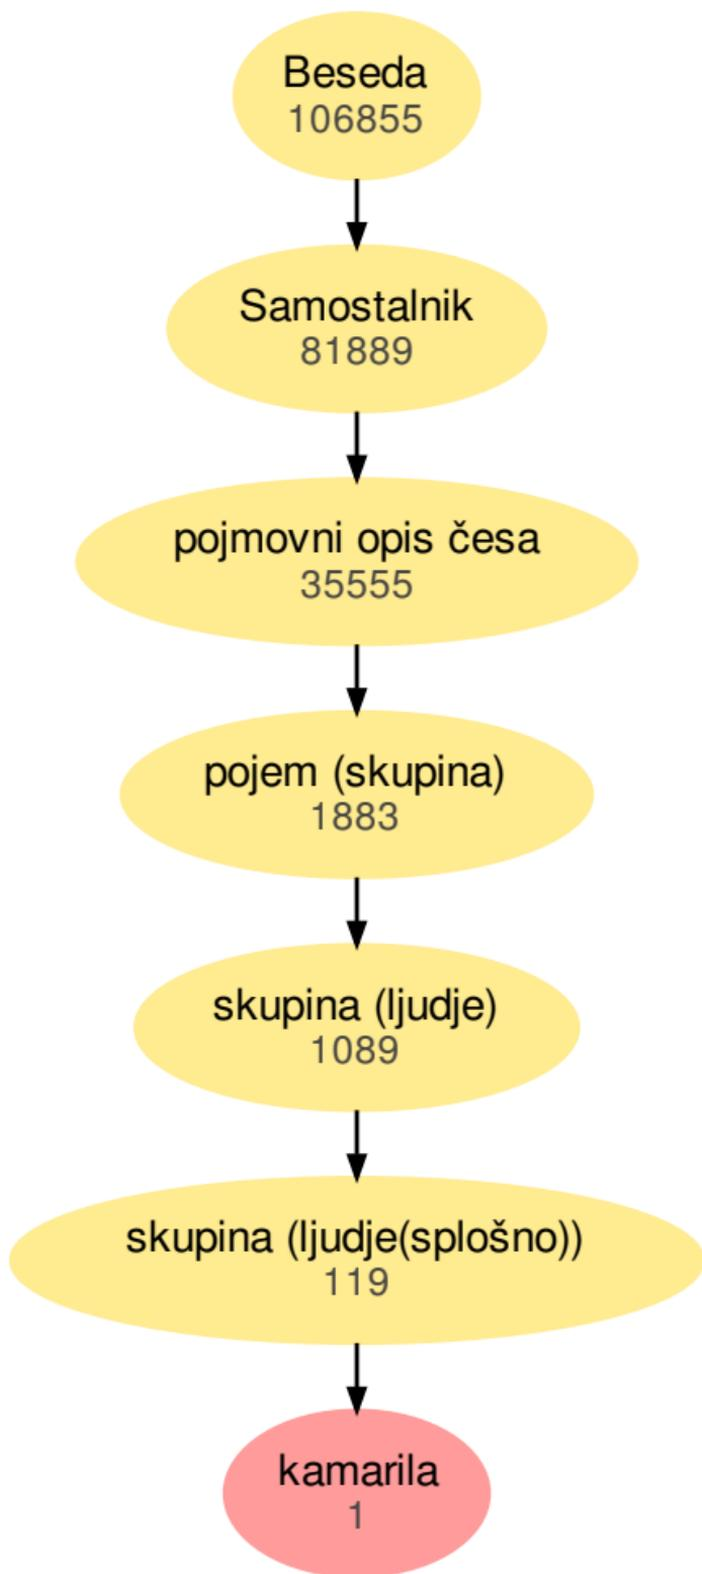 Beseda
106855
Samostalnik
81889
pojmovni opis česa
35555
pojem (skupina)
1883
skupina (ljudje)
1089
skupina (ljudje(splošno))
119
kamarila
1